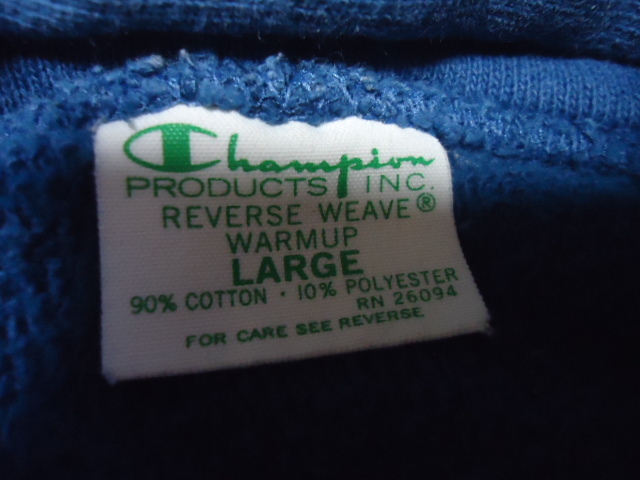 Champion
PRODUCTS INC.
REVERSE WEAVE®
WARMUP
LARGE
90% COTTON · 10% POLYESTER
RN 26094
FOR CARE SEE REVERSE